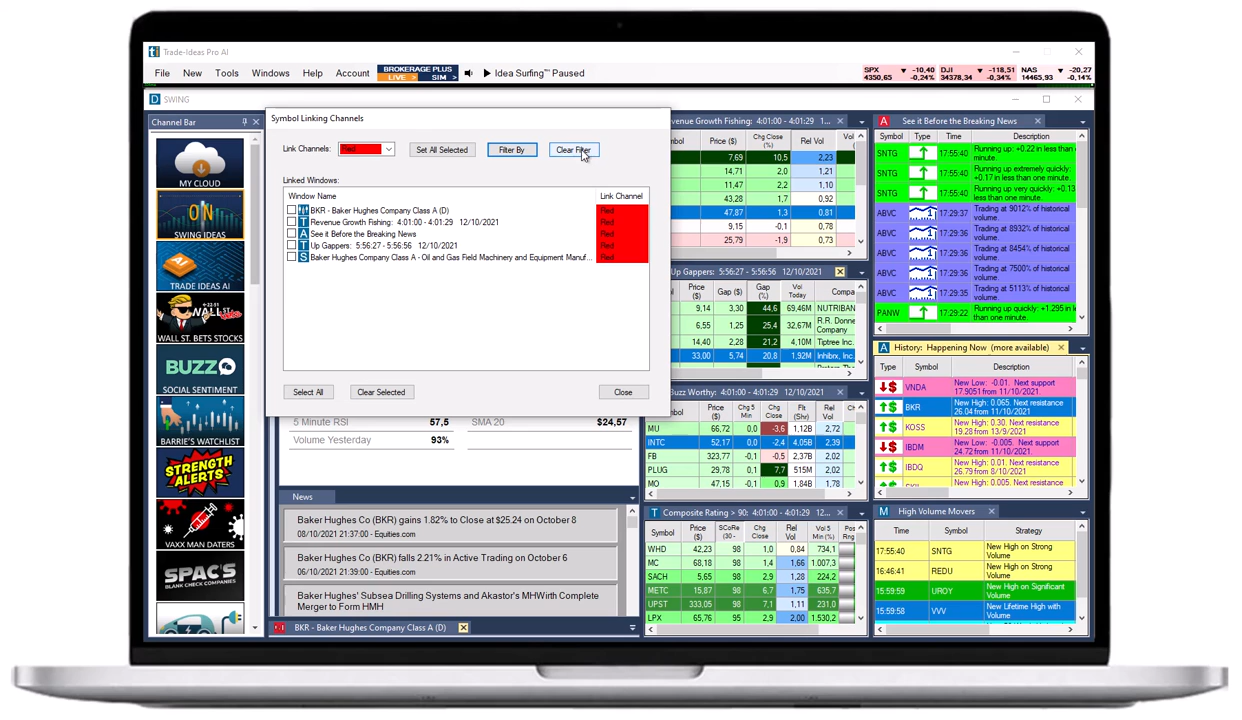 Trade-Ideas Pro AI
File New Tools Windows Help Account BROKERAGE PLUS LIVE > SIM > Idea Surfing™ Paused
SPX -10,40 DJI -118,51 NAS -20,27
4350,65 -0,24% 34378,34 -0,34% 14465,93 -0,14%
SWING
Channel Bar
MY CLOUD
ON
SWING IDEAS
TRADE IDEAS AI
WALL ST. BETS STOCKS
BUZZ
SOCIAL SENTIMENT
BARRIE'S WATCHLIST
STRENGTH ALERTS
VAXX MAN DATERS
SPAC'S
BLANK CHECK COMPANIES
Symbol Linking Channels
Link Channels: Red Set All Selected Filter By Clear Filter
Linked Windows:
Window Name Link Channel
BKR - Baker Hughes Company Class A (D) Red
Revenue Growth Fishing: 4:01:00 - 4:01:29 12/10/2021 Red
See it Before the Breaking News Red
Up Gappers: 5:56:27 - 5:56:56 12/10/2021 Red
Baker Hughes Company Class A - Oil and Gas Field Machinery and Equipment Manuf... Red
Select All Clear Selected Close
5 Minute RSI 57,5 SMA 20 $24,57
Volume Yesterday 93%
News
Baker Hughes Co (BKR) gains 1.82% to Close at $25.24 on October 8
08/10/2021 21:37:00 - Equities.com
Baker Hughes Co (BKR) falls 2.21% in Active Trading on October 6
06/10/2021 21:39:00 - Equities.com
Baker Hughes' Subsea Drilling Systems and Akastor's MHWirth Complete
Merger to Form HMH
BKR - Baker Hughes Company Class A (D)
venue Growth Fishing: 4:01:00 - 4:01:29 1...
Price ($) Chg Close (%) Rel Vol
7,69 10,5 2,23
14,71 2,0 1,21
11,47 2,2 1,10
43,28 1,7 0,92
47,87 1,3 0,81
9,15 -0,1 0,78
25,79 -1,9 0,73
Up Gappers: 5:56:27 - 5:56:56 12/10/2021
Price ($) Gap ($) Gap (%) Vol Today Compa
9,14 3,30 44,6 69,46M NUTRIBAN
6,55 1,25 25,4 32,67M R.R. Donne Company
14,40 2,28 21,2 4,10M Tiptree Inc.
33,00 5,74 20,8 1,92M Inhibrx, Inc.
Buzz Worthy: 4:01:00 - 4:01:29 12/10/2021
Price ($) Chg 5 Min Chg Close Flt (Shr) Rel Vol
MU 66,72 0,0 -3,6 1,12B 2,72
INTC 52,17 0,0 -2,4 4,05B 2,39
FB 323,77 -0,1 -0,5 2,37B 2,02
PLUG 29,78 0,1 7,7 515M 2,02
MO 47,15 0,1 0,9 1,84B 1,78
Composite Rating > 90: 4:01:00 - 4:01:29 12...
Symbol Price ($) SCoRe (30 - Chg Close Rel Vol Vol 5 Min (%) Pos Rng
WHD 42,23 98 1,0 0,84 734,1
MC 68,18 98 1,4 1,66 1.007,3
SACH 5,65 98 2,9 1,28 224,2
METC 15,87 98 6,7 1,75 635,7
UPST 333,05 98 7,1 1,11 231,0
LPX 65,76 98 2,9 2,00 1.530,2
See it Before the Breaking News
Symbol Type Time Description
SNTG 17:55:40 Running up: +0.22 in less than minute.
SNTG 17:55:40 Running up extremely quickly: +0.17 in less than one minute.
SNTG 17:55:40 Running up very quickly: +0.13
ABVC 17:29:37 Trading at 9012% of historical volume.
ABVC 17:29:36 Trading at 8932% of historical volume.
ABVC 17:29:36 Trading at 8454% of historical volume.
ABVC 17:29:36 Trading at 7500% of historical volume.
ABVC 17:29:35 Trading at 5113% of historical volume.
PANW 17:29:22 Running up quickly: +1.295 in than one minute.
History: Happening Now (more available)
Type Symbol Description
VNDA New Low: -0.01. Next support 17.9051 from 11/10/2021.
BKR New High: 0.065. Next resistance 26.04 from 11/10/2021
KOSS New High: 0.30. Next resistance 19.28 from 13/9/2021
IBDM New Low: -0.005. Next support 24.72 from 11/10/2021.
IBDQ New High: 0.01. Next resistance 26.79 from 8/10/2021
New High: 0.005. Next resistance
High Volume Movers
Time Symbol Strategy
17:55:40 SNTG New High on Strong Volume
16:46:41 REDU New High on Strong Volume
15:59:59 UROY New High on Significant Volume
15:59:58 VVV New Lifetime High with Volume